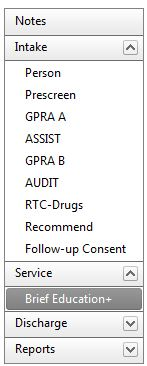 Notes
Intake
Person
Prescreen
GPRA A
ASSIST
GPRA B
AUDIT
RTC-Drugs
Recommend
Follow-up Consent
Service
Brief Education+
Discharge
Reports